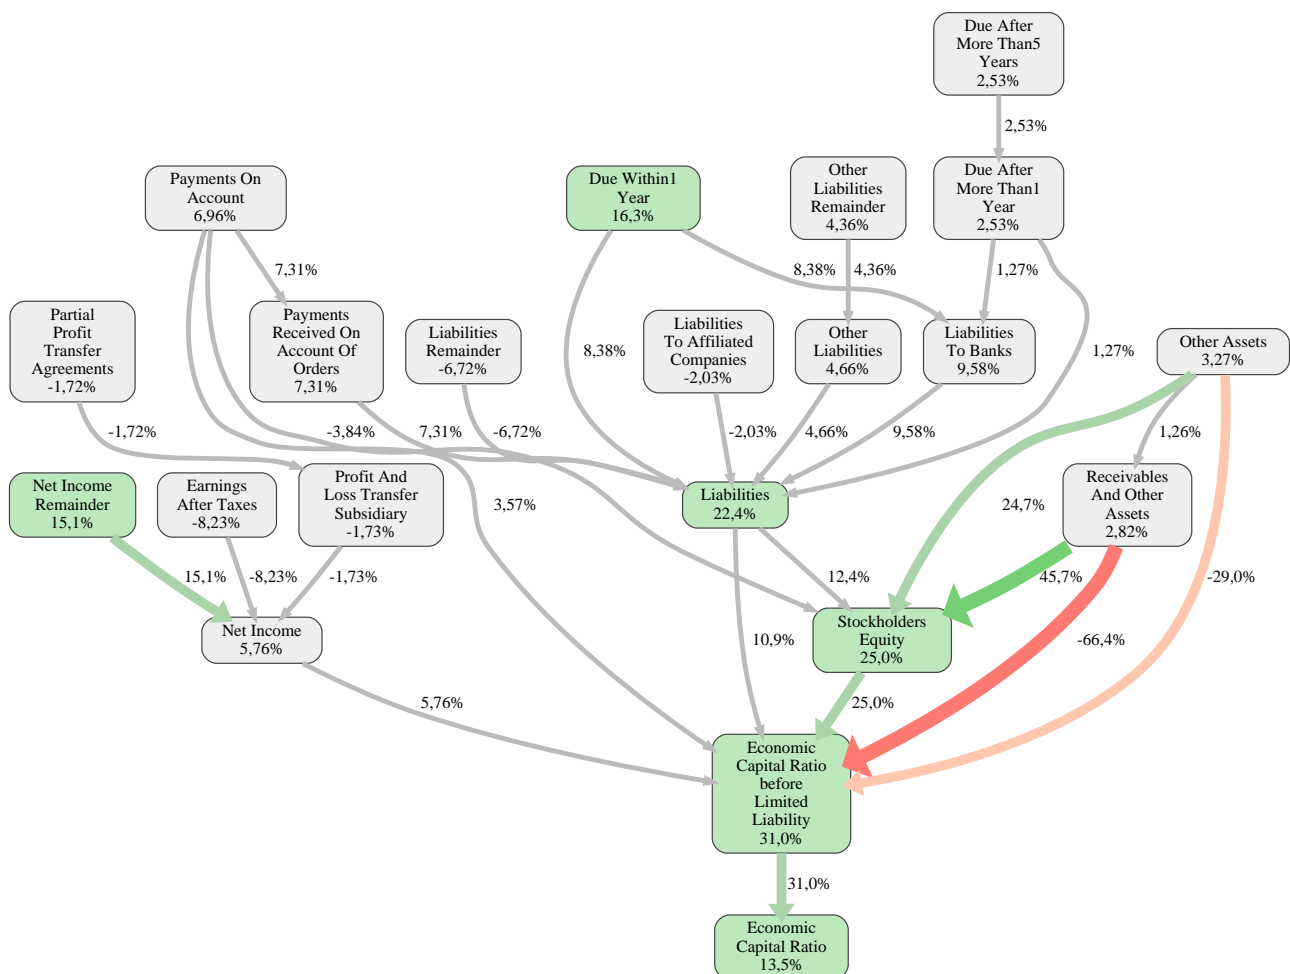 Due After
More Than5
Years
2,53%
2,53%
Payments On
Account
6,96%
Due Within1
Year
16,3%
Other
Liabilities
Remainder
4,36%
Due After
More Than1
Year
2,53%
7,31%
8,38%
4,36%
1,27%
Partial
Profit
Transfer
Agreements
-1,72%
Payments
Received On
Account Of
Orders
7,31%
Liabilities
Remainder
-6,72%
8,38%
Liabilities
To Affiliated
Companies
-2,03%
Other
Liabilities
4,66%
Liabilities
To Banks
9,58%
1,27%
Other Assets
3,27%
-1,72%
-3,84%
7,31%
-6,72%
-2,03%
4,66%
9,58%
1,26%
Net Income
Remainder
15,1%
Earnings
After Taxes
-8,23%
Profit And
Loss Transfer
Subsidiary
-1,73%
3,57%
Liabilities
22,4%
24,7%
Receivables
And Other
Assets
2,82%
15,1%
-8,23%
-1,73%
12,4%
45,7%
-29,0%
Net Income
5,76%
10,9%
Stockholders
Equity
25,0%
-66,4%
5,76%
25,0%
Economic
Capital Ratio
before
Limited
Liability
31,0%
31,0%
Economic
Capital Ratio
13,5%